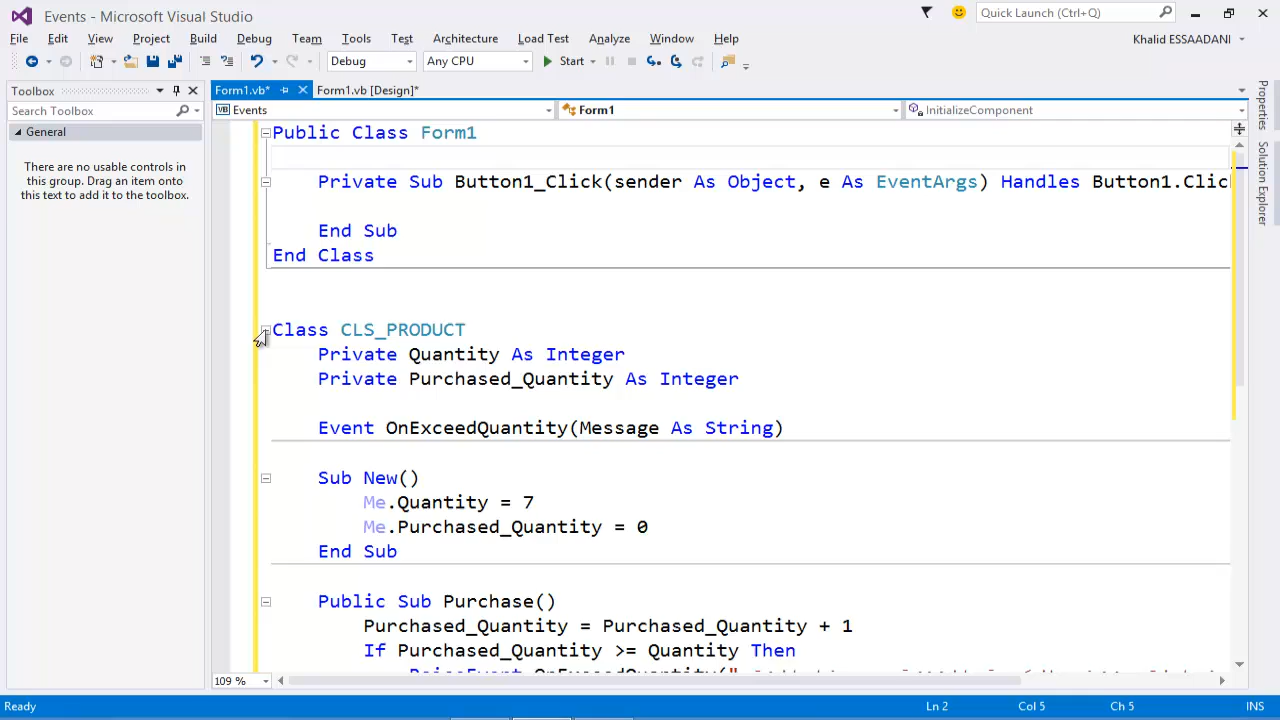 Events - Microsoft Visual Studio
Quick Launch (Ctrl+Q)
File Edit View Project Build Debug Team Tools Test Architecture Load Test Analyze Window Help
Khalid ESSAADANI
Debug Any CPU Start
Toolbox
Form1.vb* Form1.vb [Design]*
Search Toolbox
Events Form1 InitializeComponent
General
There are no usable controls in
this group. Drag an item onto
this text to add it to the toolbox.
Public Class Form1
Private Sub Button1_Click(sender As Object, e As EventArgs) Handles Button1.Click
End Sub
End Class
Class CLS_PRODUCT
Private Quantity As Integer
Private Purchased_Quantity As Integer
Event OnExceedQuantity(Message As String)
Sub New()
Me.Quantity = 7
Me.Purchased_Quantity = 0
End Sub
Public Sub Purchase()
Purchased_Quantity = Purchased_Quantity + 1
If Purchased_Quantity >= Quantity Then
RaiseEvent OnExceedQuantity("
Properties
Solution Explorer
109 %
Ln 2 Col 5 Ch 5 INS